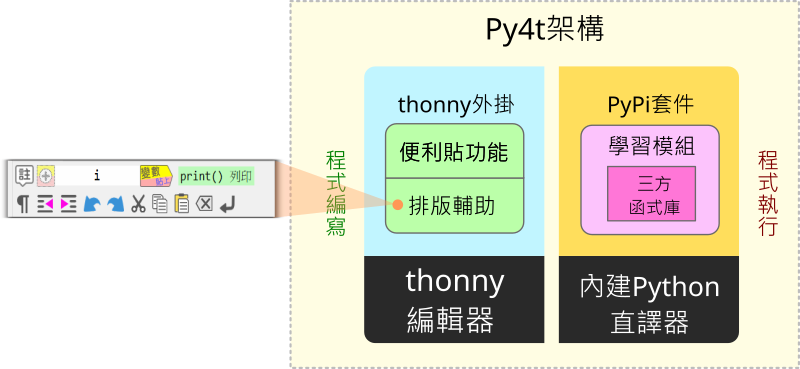 Py4t架構
thonny外掛
便利貼功能
排版輔助
thonny
編輯器
程式編寫
PyPi套件
學習模組
三方
函式庫
內建Python
直譯器
程式執行
註
i
變數
貼上
print() 列印